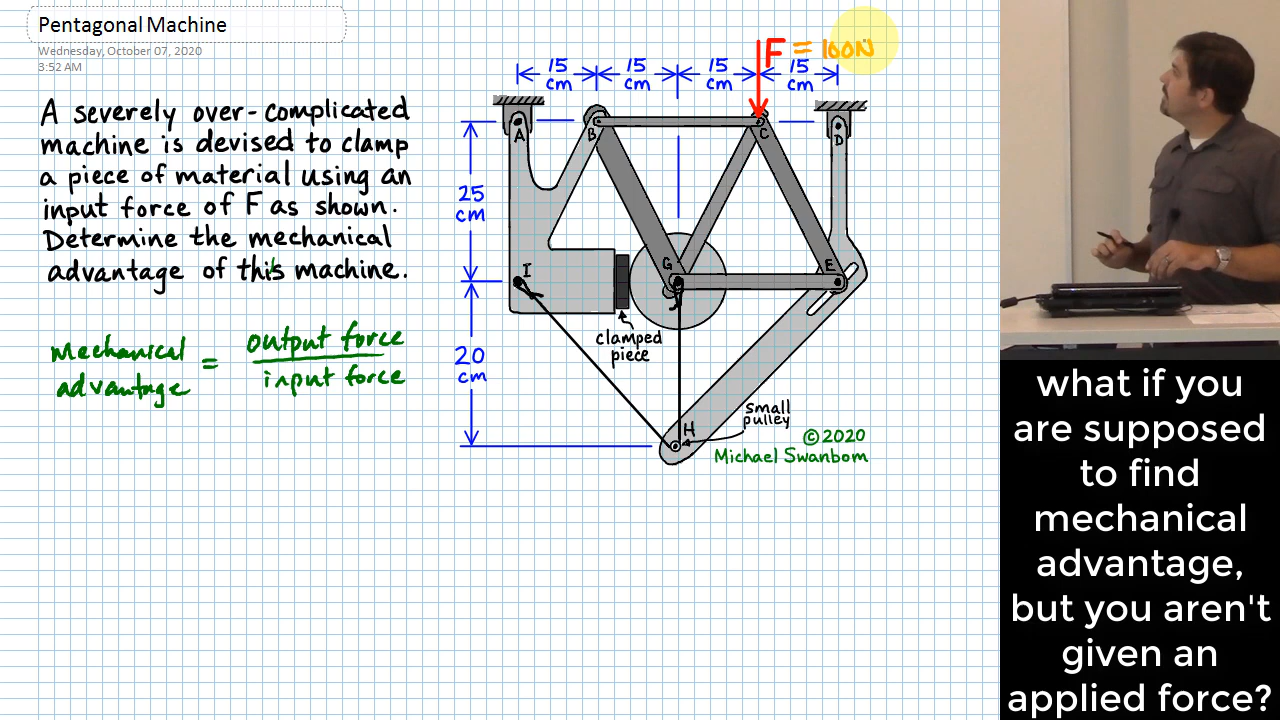 Pentagonal Machine
Wednesday, October 07, 2020
3:52 AM
A severely over-complicated
machine is devised to clamp
a piece of material using an
input force of F as shown.
Determine the mechanical
advantage of this machine.
mechanical advantage = output force / input force
F = 100N
15 cm
15 cm
15 cm
15 cm
A
B
C
D
25 cm
I
G
E
clamped
piece
20 cm
H
small
pulley
©2020
Michael Swanbom
what if you
are supposed
to find
mechanical
advantage,
but you aren't
given an
applied force?